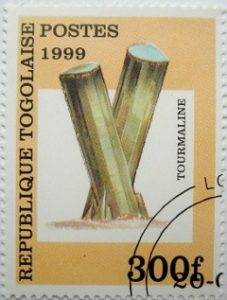 REPUBLIQUE TOGOLAISE
POSTES
1999
TOURMALINE
300f